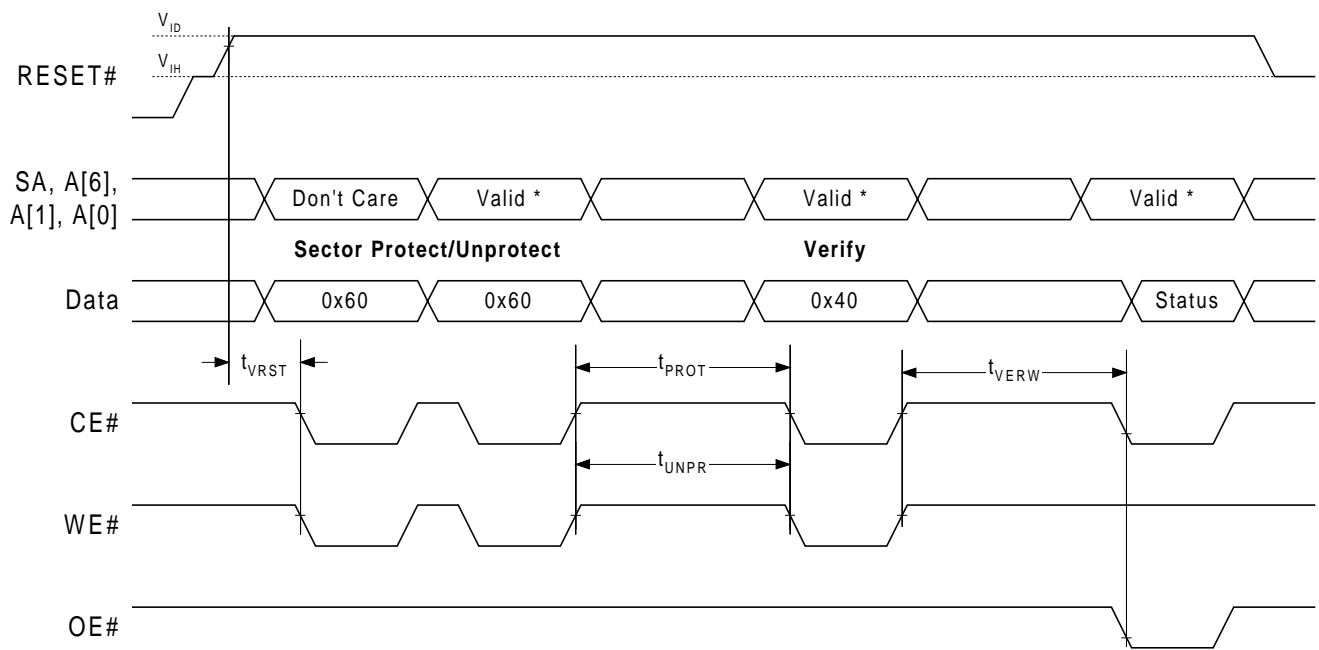 V_ID
V_IH
RESET#
SA, A[6],
A[1], A[0]
Don't Care
Valid *
Valid *
Valid *
Sector Protect/Unprotect
Verify
Data
0x60
0x60
0x40
Status
t_VRST
t_PROT
t_VERW
CE#
t_UNPR
WE#
OE#